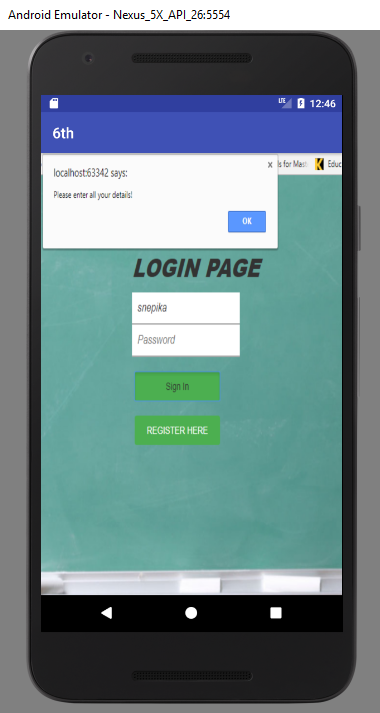 Android Emulator - Nexus_5X_API_26:5554
LTE 12:46
6th
s for Math Educ
localhost:63342 says:
Please enter all your details!
OK
LOGIN PAGE
snepika
Password
Sign In
REGISTER HERE